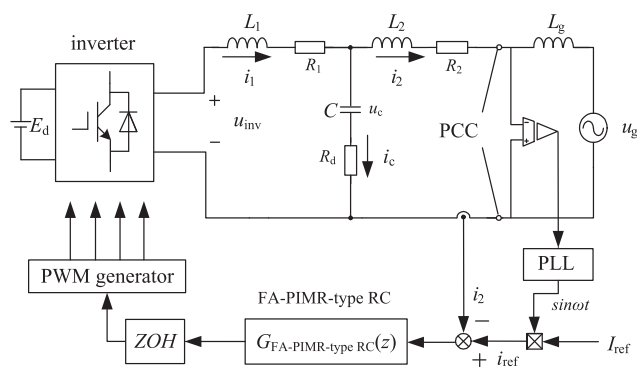 L1 L2 Lg
inverter
R1 R2
i1 i2
Ed + uinv − C uc PCC − + ug
Rd ic
PWM generator
PLL
FA-PIMR-type RC
i2 sinωt
ZOH GFA-PIMR-type RC(z) − + iref Iref